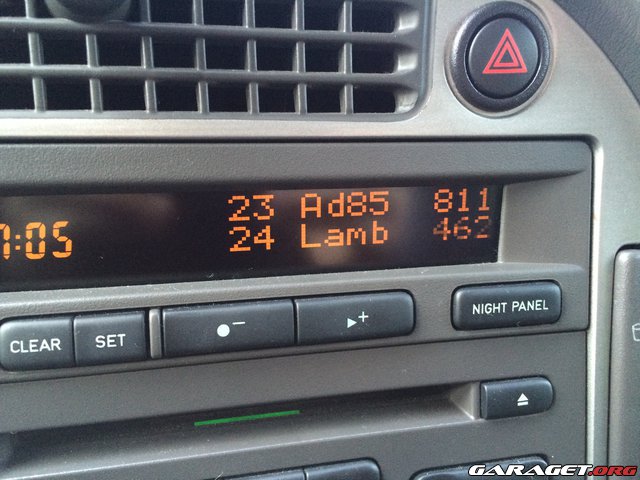 23 Ad85 811
7:05 24 Lamb 462
CLEAR SET NIGHT PANEL
GARAGET.ORG